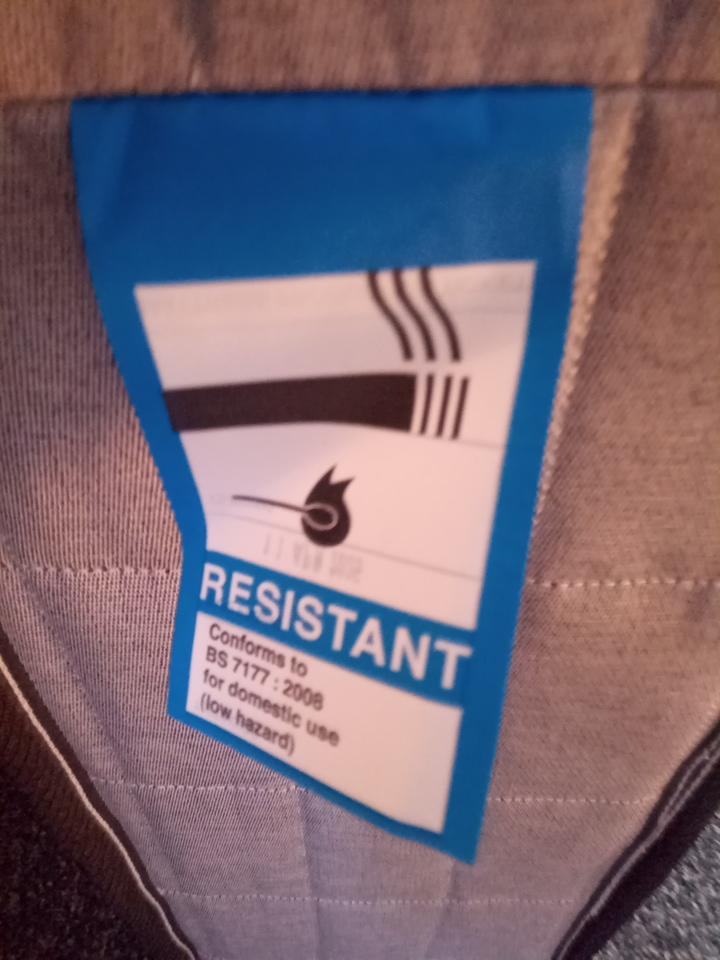 RESISTANT
Conforms to
BS 7177 : 2008
for domestic use
(low hazard)